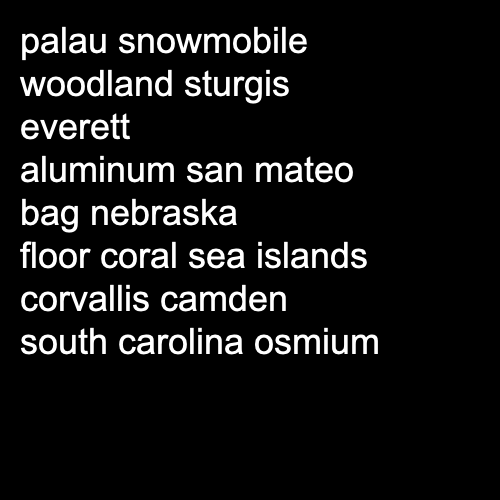 palau snowmobile
woodland sturgis
everett
aluminum san mateo
bag nebraska
floor coral sea islands
corvallis camden
south carolina osmium